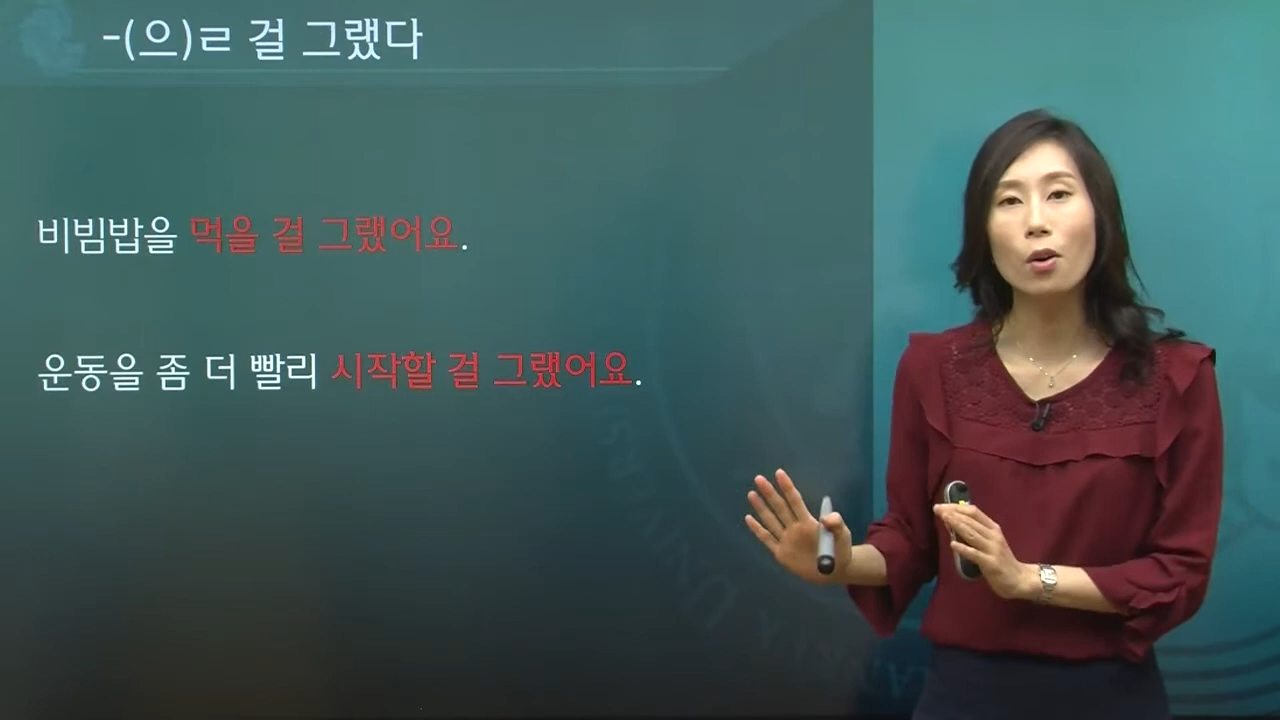 -(으)ㄹ 걸 그랬다
비빔밥을 먹을 걸 그랬어요.
운동을 좀 더 빨리 시작할 걸 그랬어요.